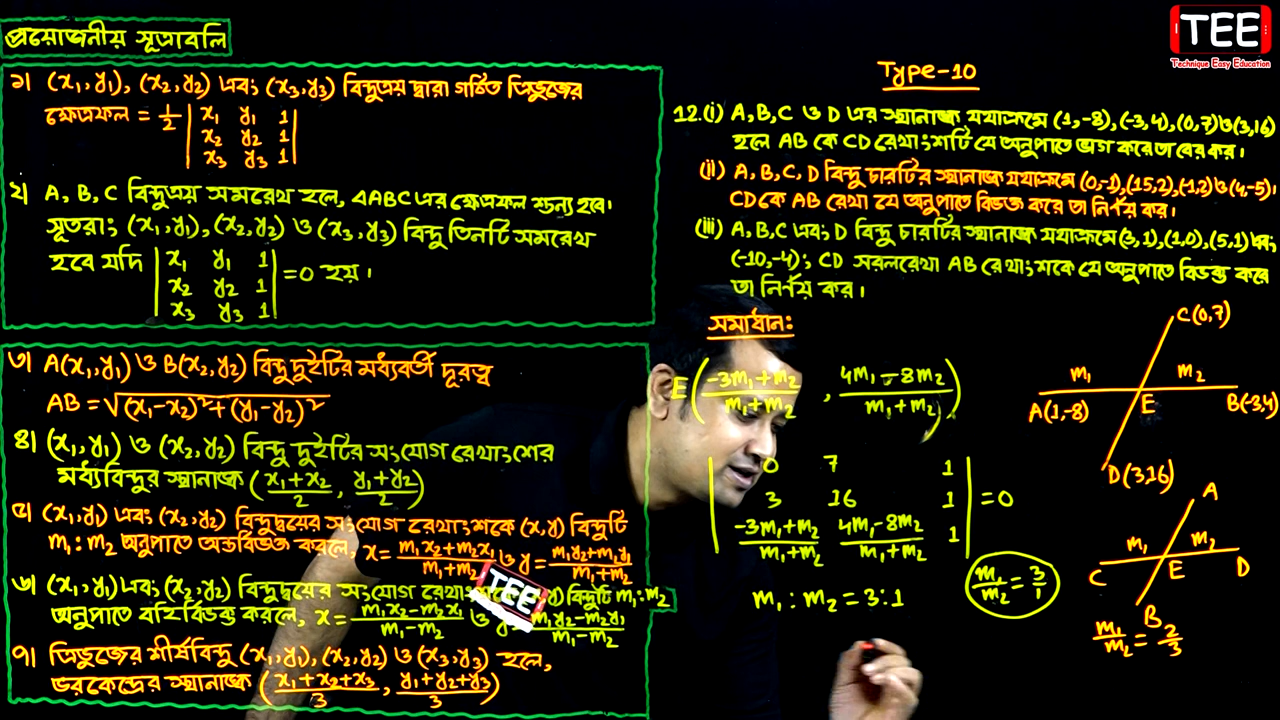 প্রয়োজনীয় সূত্রাবলি
১। (x₁, y₁), (x₂, y₂) এবং (x₃, y₃) বিন্দুত্রয় দ্বারা গঠিত ত্রিভুজের
ক্ষেত্রফল = 1/2 | x₁ y₁ 1 |
x₂ y₂ 1
x₃ y₃ 1
২। A, B, C বিন্দুত্রয় সমরেখ হলে, ΔABC এর ক্ষেত্রফল শূন্য হবে।
সুতরাং (x₁, y₁), (x₂, y₂) ও (x₃, y₃) বিন্দু তিনটি সমরেখ
হবে যদি | x₁ y₁ 1 | = 0 হয়।
x₂ y₂ 1
x₃ y₃ 1
৩। A(x₁, y₁) ও B(x₂, y₂) বিন্দু দুইটির মধ্যবর্তী দূরত্ব
AB = √(x₁-x₂)²+(y₁-y₂)²
৪। (x₁, y₁) ও (x₂, y₂) বিন্দু দুইটির সংযোগ রেখাংশের
মধ্যবিন্দুর স্থানাঙ্ক (x₁+x₂/2, y₁+y₂/2)
৫। (x₁, y₁) এবং (x₂, y₂) বিন্দুদ্বয়ের সংযোগ রেখাংশকে (x, y) বিন্দুটি
m₁:m₂ অনুপাতে অন্তর্বিভক্ত করলে, x = m₁x₂+m₂x₁/m₁+m₂ ও y = m₁y₂+m₂y₁/m₁+m₂
৬। (x₁, y₁) এবং (x₂, y₂) বিন্দুদ্বয়ের সংযোগ রেখাংশকে বিন্দুটি m₁:m₂
অনুপাতে বহির্বিভক্ত করলে, x = m₁x₂-m₂x₁/m₁-m₂ ও m₁y₂-m₂y₁/m₁-m₂
৭। ত্রিভুজের শীর্ষবিন্দু (x₁, y₁), (x₂, y₂) ও (x₃, y₃) হলে,
ভরকেন্দ্রের স্থানাঙ্ক (x₁+x₂+x₃/3, y₁+y₂+y₃/3)
TEE
TEE
Technique Easy Education
Type-10
12.(i) A, B, C ও D এর স্থানাঙ্ক যথাক্রমে (1,-8), (-3,4), (0,7) ও (3,16)
হলে AB কে CD রেখাংশটি যে অনুপাতে ভাগ করে তা বের কর।
(ii) A, B, C, D বিন্দু চারটির স্থানাঙ্ক যথাক্রমে (0,-1), (15,2), (-1,2) ও (4,-5)।
CD কে AB রেখা যে অনুপাতে বিভক্ত করে তা নির্ণয় কর।
(iii) A, B, C এবং D বিন্দু চারটির স্থানাঙ্ক যথাক্রমে (3, 1), (1,0), (5,1) এবং
(-10,-4); CD সরলরেখা AB রেখাংশকে যে অনুপাতে বিভক্ত করে
তা নির্ণয় কর।
সমাধানঃ
E(-3m₁+m₂/m₁+m₂, 4m₁-8m₂/m₁+m₂)
0 7 1
3 16 1 = 0
-3m₁+m₂/m₁+m₂ 4m₁-8m₂/m₁+m₂ 1
m₁ : m₂ = 3:1
m₁/m₂ = 3/1
C(0,7)
m₁ m₂
A(1,-8) E B(-3,4)
D(3,16)
A
m₁ m₂
C E D
B
m₁/m₂ = 2/3